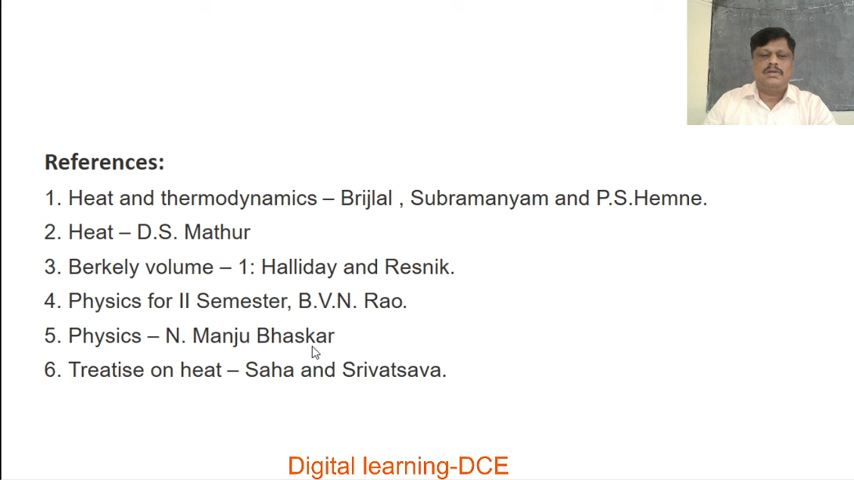 References:
1. Heat and thermodynamics – Brijlal , Subramanyam and P.S.Hemne.
2. Heat – D.S. Mathur
3. Berkely volume – 1: Halliday and Resnik.
4. Physics for II Semester, B.V.N. Rao.
5. Physics – N. Manju Bhaskar
6. Treatise on heat – Saha and Srivatsava.
Digital learning-DCE